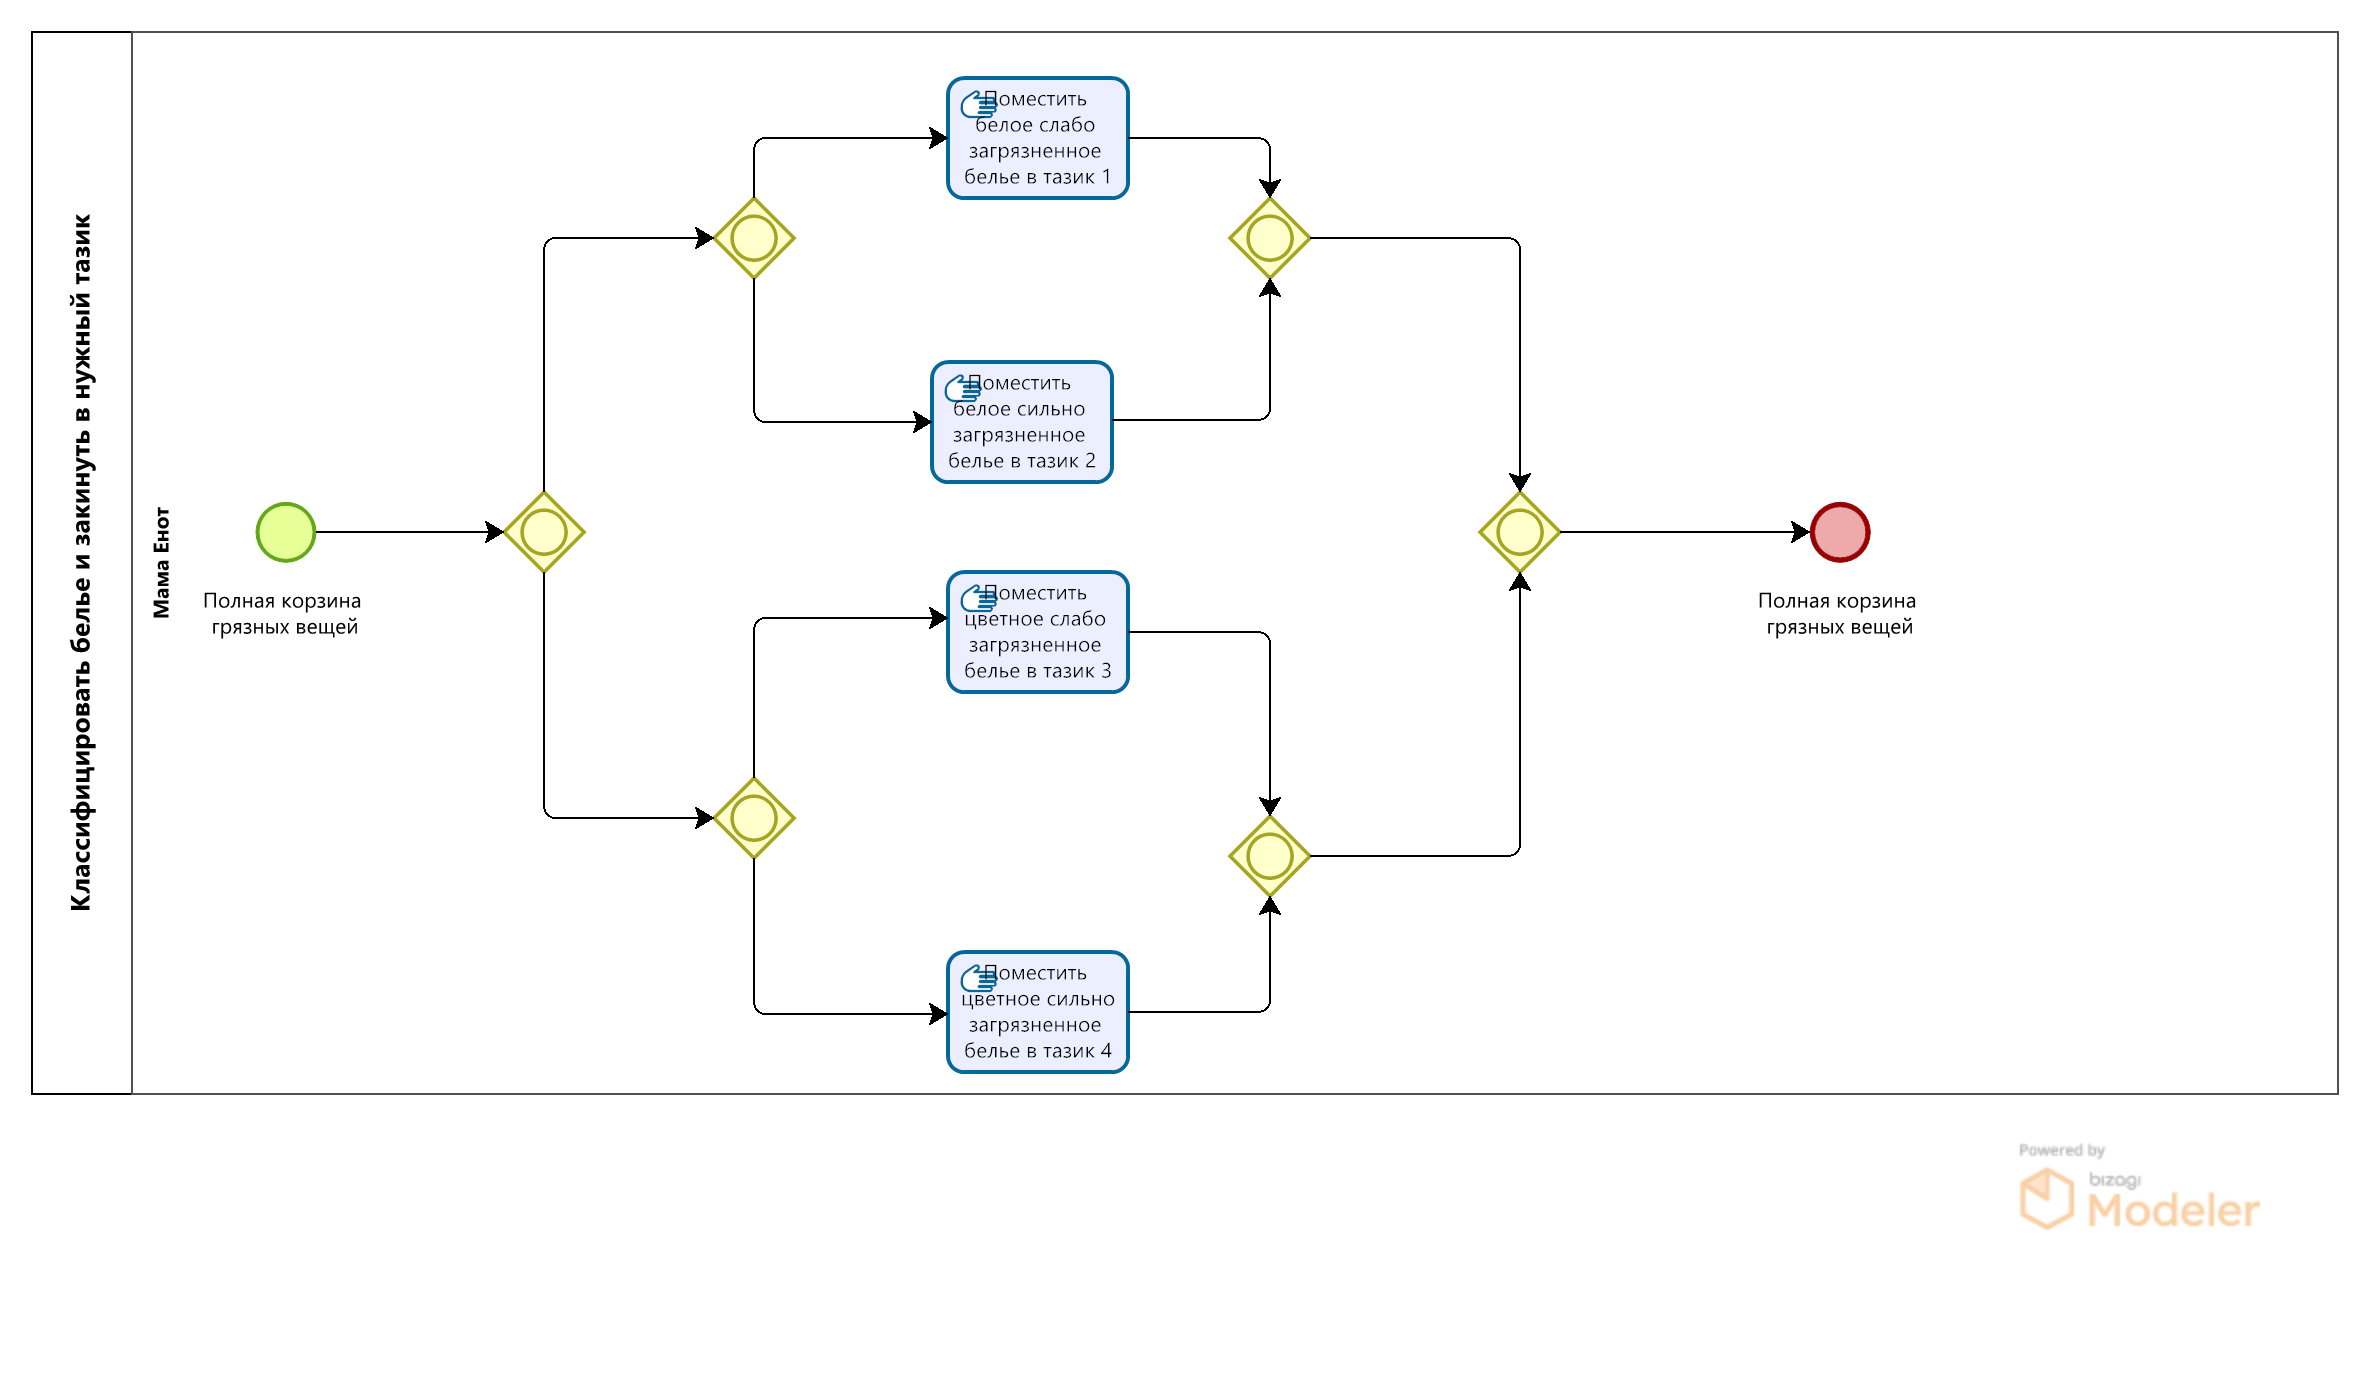 Классифицировать белье и закинуть в нужный тазик
Мама Енот
Полная корзина
грязных вещей
Поместить
белое слабо
загрязненное
белье в тазик 1
Поместить
белое сильно
загрязненное
белье в тазик 2
Поместить
цветное слабо
загрязненное
белье в тазик 3
Поместить
цветное сильно
загрязненное
белье в тазик 4
Полная корзина
грязных вещей
Powered by
bizagi
Modeler